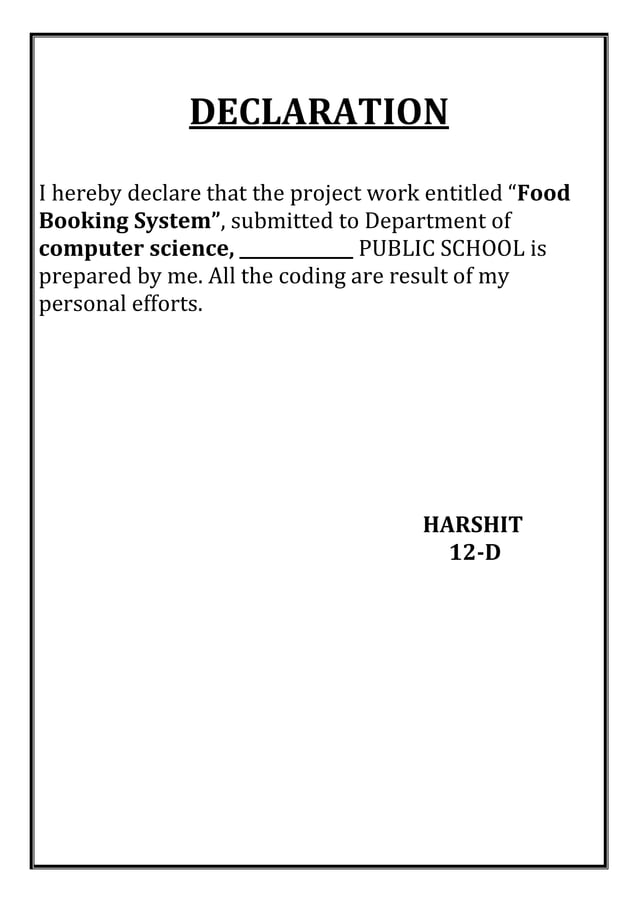 DECLARATION
I hereby declare that the project work entitled “Food
Booking System”, submitted to Department of
computer science, ____________ PUBLIC SCHOOL is
prepared by me. All the coding are result of my
personal efforts.
HARSHIT
12-D